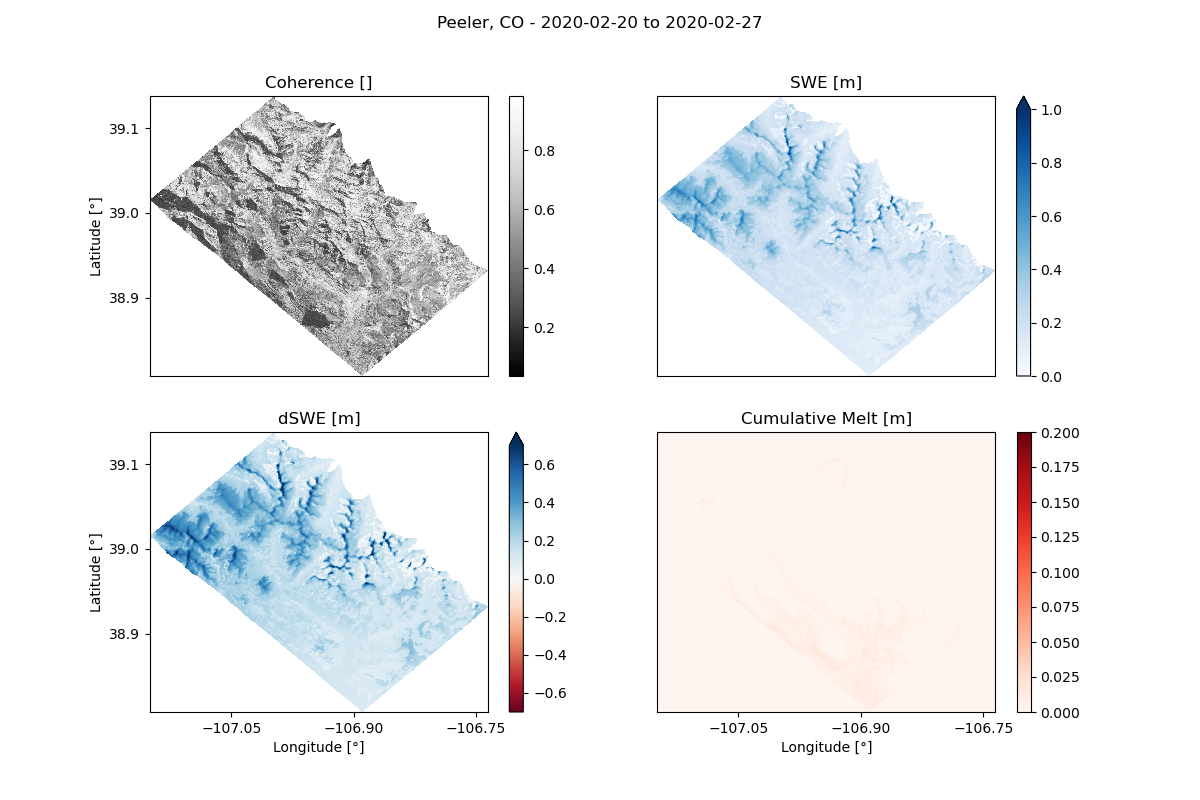 Peeler, CO - 2020-02-20 to 2020-02-27
Coherence []
SWE [m]
39.1
39.0
38.9
Latitude [°]
0.8
0.6
0.4
0.2
1.0
0.8
0.6
0.4
0.2
0.0
dSWE [m]
Cumulative Melt [m]
39.1
39.0
38.9
Latitude [°]
0.6
0.4
0.2
0.0
−0.2
−0.4
−0.6
0.200
0.175
0.150
0.125
0.100
0.075
0.050
0.025
0.000
−107.05 −106.90 −106.75
Longitude [°]
−107.05 −106.90 −106.75
Longitude [°]